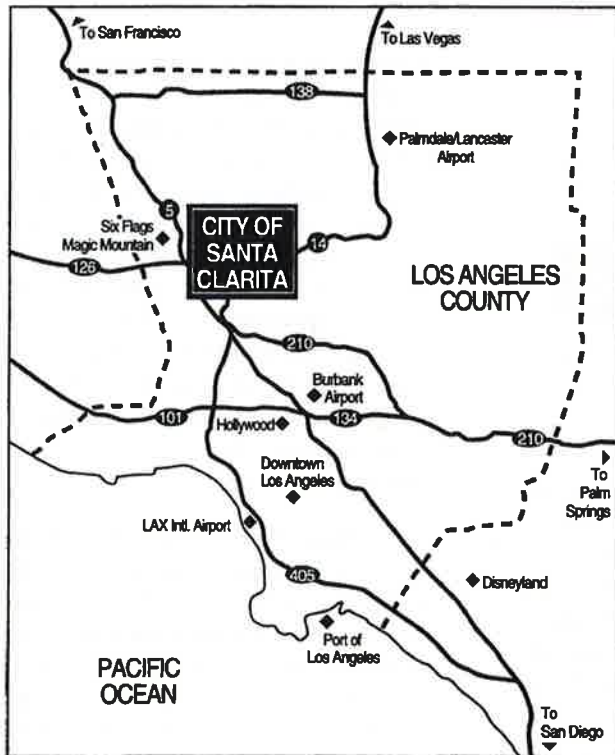 To San Francisco
To Las Vegas
138
Palmdale/Lancaster
Airport
5
Six Flags
Magic Mountain
CITY OF
SANTA
CLARITA
14
126
LOS ANGELES
COUNTY
210
Burbank
Airport
101
134
Hollywood
210
To
Palm
Springs
Downtown
Los Angeles
LAX Intl. Airport
405
Disneyland
Port of
Los Angeles
PACIFIC
OCEAN
To
San Diego